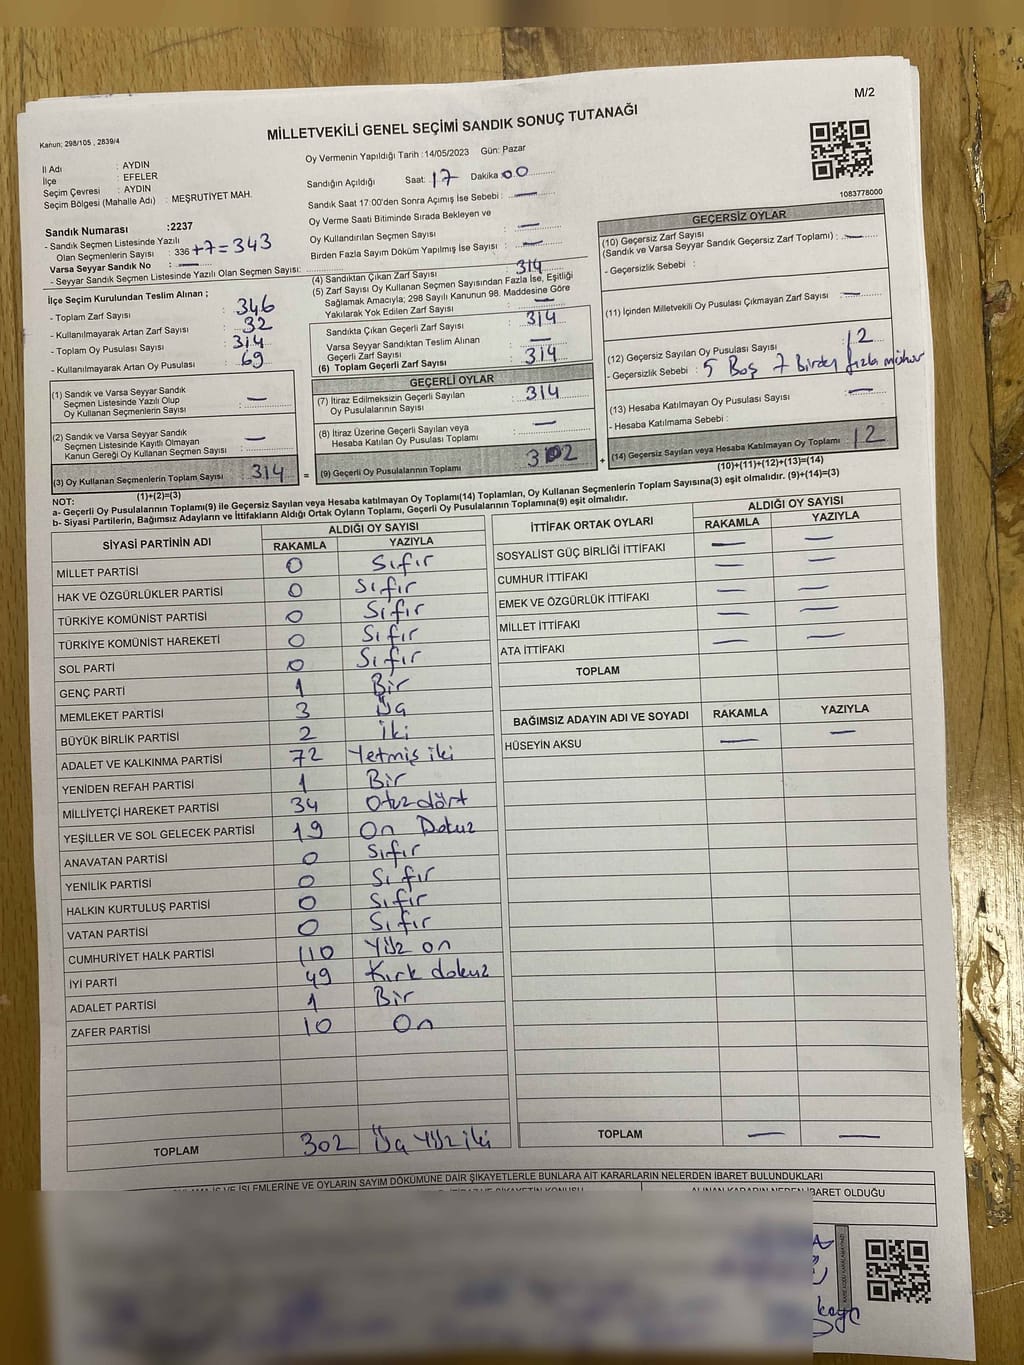 M/2
MİLLETVEKİLİ GENEL SEÇİMİ SANDIK SONUÇ TUTANAĞI
Kanun: 298/105 , 2839/4
Oy Vermenin Yapıldığı Tarih : 14/05/2023 Gün: Pazar
İl Adı : AYDIN
İlçe : EFELER
Seçim Çevresi : AYDIN
Seçim Bölgesi (Mahalle Adı) : MEŞRUTİYET MAH.
Sandığın Açıldığı Saat: 17 Dakika 00
Sandık Saat 17:00'den Sonra Açımış İse Sebebi : —
Oy Verme Saati Bitiminde Sırada Bekleyen ve
Oy Kullandırılan Seçmen Sayısı —
Birden Fazla Sayım Döküm Yapılmış İse Sayısı —
1083778000
Sandık Numarası :2237
- Sandık Seçmen Listesinde Yazılı
Olan Seçmenlerin Sayısı : 336 +7=343
Varsa Seyyar Sandık No : —
- Seyyar Sandık Seçmen Listesinde Yazılı Olan Seçmen Sayısı:
İlçe Seçim Kurulundan Teslim Alınan ;
- Toplam Zarf Sayısı : 346
- Kullanılmayarak Artan Zarf Sayısı : 32
- Toplam Oy Pusulası Sayısı : 314
- Kullanılmayarak Artan Oy Pusulası : 69
(1) Sandık ve Varsa Seyyar Sandık
Seçmen Listesinde Yazılı Olup
Oy Kullanan Seçmenlerin Sayısı : —
(2) Sandık ve Varsa Seyyar Sandık
Seçmen Listesinde Kayıtlı Olmayan
Kanun Gereği Oy Kullanan Seçmen Sayısı : —
(3) Oy Kullanan Seçmenlerin Toplam Sayısı : 314
(1)+(2)=(3)
(4) Sandıktan Çıkan Zarf Sayısı 314
(5) Zarf Sayısı Oy Kullanan Seçmen Sayısından Fazla İse, Eşitliği
Sağlamak Amacıyla; 298 Sayılı Kanunun 98. Maddesine Göre
Yakılarak Yok Edilen Zarf Sayısı : —
Sandıkta Çıkan Geçerli Zarf Sayısı : 314
Varsa Seyyar Sandıktan Teslim Alınan
Geçerli Zarf Sayısı : —
(6) Toplam Geçerli Zarf Sayısı : 314
GEÇERLİ OYLAR
(7) İtiraz Edilmeksizin Geçerli Sayılan
Oy Pusulalarının Sayısı : 314
(8) İtiraz Üzerine Geçerli Sayılan veya
Hesaba Katılan Oy Pusulası Toplamı : —
= (9) Geçerli Oy Pusulalarının Toplamı 302
GEÇERSİZ OYLAR
(10) Geçersiz Zarf Sayısı
(Sandık ve Varsa Seyyar Sandık Geçersiz Zarf Toplamı) : —
- Geçersizlik Sebebi :
(11) İçinden Milletvekili Oy Pusulası Çıkmayan Zarf Sayısı : —
(12) Geçersiz Sayılan Oy Pusulası Sayısı : 12
- Geçersizlik Sebebi : 5 Boş 7 Birden fazla mühür
(13) Hesaba Katılmayan Oy Pusulası Sayısı : —
- Hesaba Katılmama Sebebi :
+ (14) Geçersiz Sayılan veya Hesaba Katılmayan Oy Toplamı : 12
(10)+(11)+(12)+(13)=(14)
NOT:
a- Geçerli Oy Pusulalarının Toplamı(9) ile Geçersiz Sayılan veya Hesaba katılmayan Oy Toplamı(14) Toplamları, Oy Kullanan Seçmenlerin Toplam Sayısına(3) eşit olmalıdır. (9)+(14)=(3)
b- Siyasi Partilerin, Bağımsız Adayların ve İttifakların Aldığı Ortak Oyların Toplamı, Geçerli Oy Pusulalarının Toplamına(9) eşit olmalıdır.
SİYASİ PARTİNİN ADI ALDIĞI OY SAYISI
RAKAMLA YAZIYLA
MİLLET PARTİSİ 0 Sıfır
HAK VE ÖZGÜRLÜKLER PARTİSİ 0 Sıfır
TÜRKİYE KOMÜNİST PARTİSİ 0 Sıfır
TÜRKİYE KOMÜNİST HAREKETİ 0 Sıfır
SOL PARTİ 0 Sıfır
GENÇ PARTİ 1 Bir
MEMLEKET PARTİSİ 3 Üç
BÜYÜK BİRLİK PARTİSİ 2 iki
ADALET VE KALKINMA PARTİSİ 72 Yetmiş iki
YENİDEN REFAH PARTİSİ 1 Bir
MİLLİYETÇİ HAREKET PARTİSİ 34 Otuz dört
YEŞİLLER VE SOL GELECEK PARTİSİ 19 On Dokuz
ANAVATAN PARTİSİ 0 Sıfır
YENİLİK PARTİSİ 0 Sıfır
HALKIN KURTULUŞ PARTİSİ 0 Sıfır
VATAN PARTİSİ 0 Sıfır
CUMHURİYET HALK PARTİSİ 110 Yüz on
İYİ PARTİ 49 Kırk dokuz
ADALET PARTİSİ 1 Bir
ZAFER PARTİSİ 10 On
TOPLAM 302 Üç Yüz iki
İTTİFAK ORTAK OYLARI ALDIĞI OY SAYISI
RAKAMLA YAZIYLA
SOSYALİST GÜÇ BİRLİĞİ İTTİFAKI — —
CUMHUR İTTİFAKI — —
EMEK VE ÖZGÜRLÜK İTTİFAKI — —
MİLLET İTTİFAKI — —
ATA İTTİFAKI — —
TOPLAM
BAĞIMSIZ ADAYIN ADI VE SOYADI RAKAMLA YAZIYLA
HÜSEYİN AKSU — —
TOPLAM — —
İŞLEMLERİNE VE OYLARIN SAYIM DÖKÜMÜNE DAİR ŞİKAYETLERLE BUNLARA AİT KARARLARIN NELERDEN İBARET BULUNDUKLARI
ALINAN KARARIN NEDEN İBARET OLDUĞU